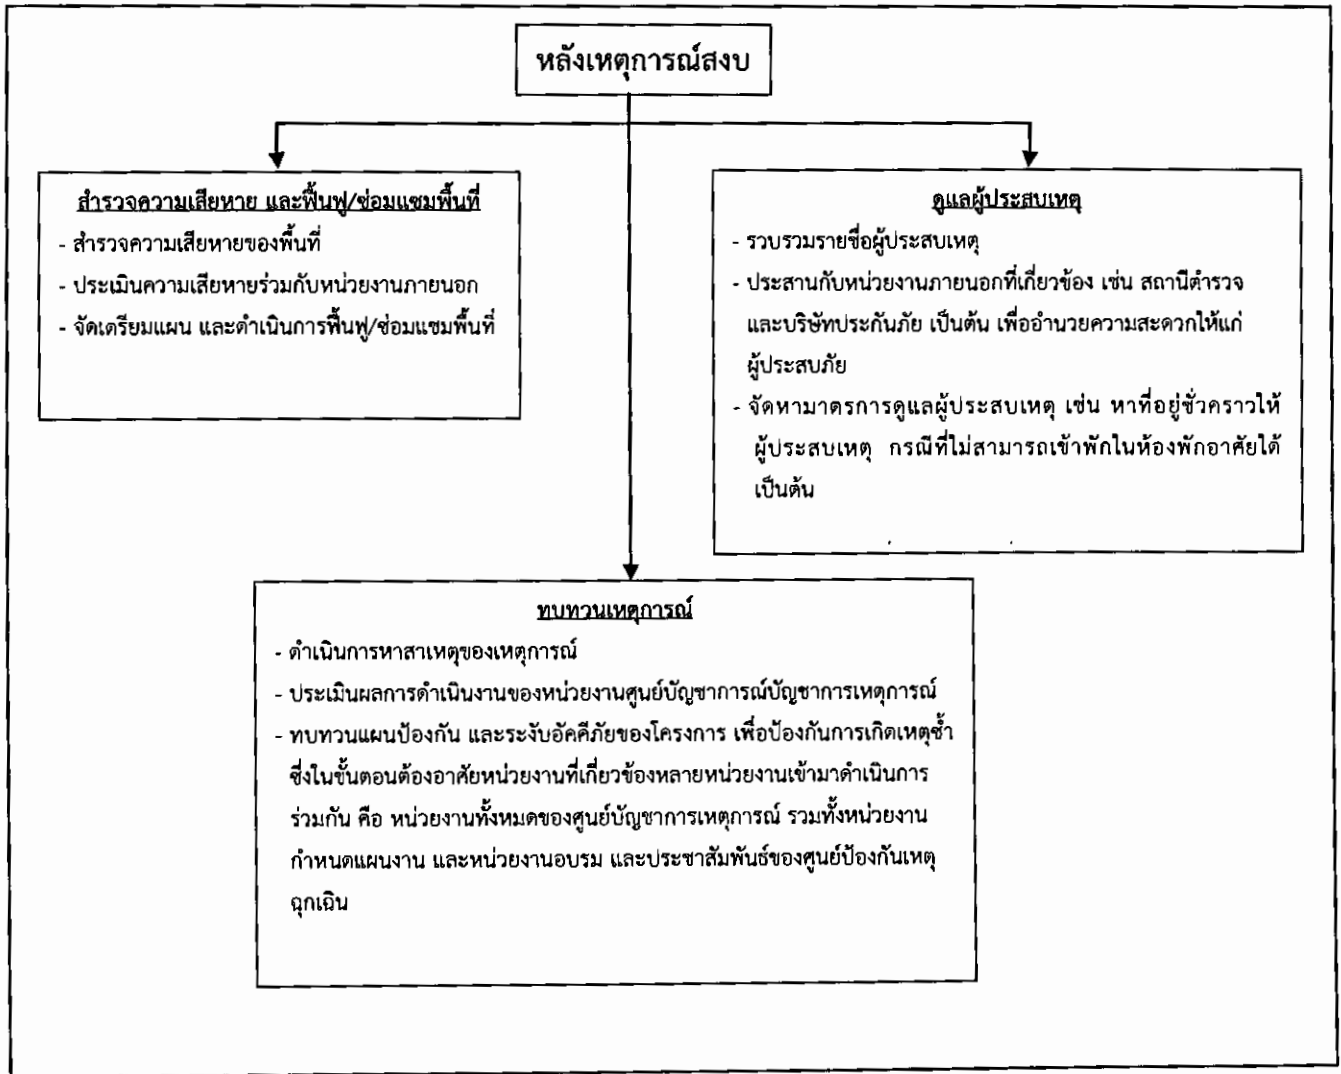 หลังเหตุการณ์สงบ
สำรวจความเสียหาย และฟื้นฟู/ซ่อมแซมพื้นที่
- สำรวจความเสียหายของพื้นที่
- ประเมินความเสียหายร่วมกับหน่วยงานภายนอก
- จัดเตรียมแผน และดำเนินการฟื้นฟู/ซ่อมแซมพื้นที่
ดูแลผู้ประสบเหตุ
- รวบรวมรายชื่อผู้ประสบเหตุ
- ประสานกับหน่วยงานภายนอกที่เกี่ยวข้อง เช่น สถานีตำรวจ
และบริษัทประกันภัย เป็นต้น เพื่ออำนวยความสะดวกให้แก่
ผู้ประสบภัย
- จัดหามาตรการดูแลผู้ประสบเหตุ เช่น หาที่อยู่ชั่วคราวให้
ผู้ประสบเหตุ กรณีที่ไม่สามารถเข้าพักในห้องพักอาศัยได้
เป็นต้น
ทบทวนเหตุการณ์
- ดำเนินการหาสาเหตุของเหตุการณ์
- ประเมินผลการดำเนินงานของหน่วยงานศูนย์บัญชาการณ์บัญชาการเหตุการณ์
- ทบทวนแผนป้องกัน และระงับอัคคีภัยของโครงการ เพื่อป้องกันการเกิดเหตุซ้ำ
ซึ่งในขั้นตอนต้องอาศัยหน่วยงานที่เกี่ยวข้องหลายหน่วยงานเข้ามาดำเนินการ
ร่วมกัน คือ หน่วยงานทั้งหมดของศูนย์บัญชาการเหตุการณ์ รวมทั้งหน่วยงาน
กำหนดแผนงาน และหน่วยงานอบรม และประชาสัมพันธ์ของศูนย์ป้องกันเหตุ
ฉุกเฉิน